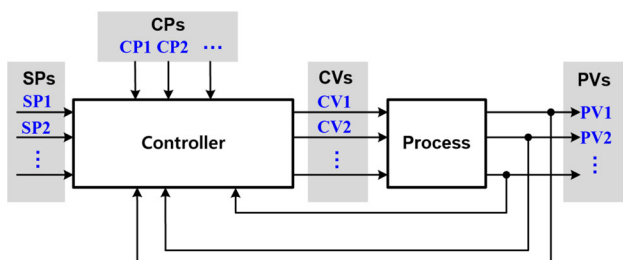 CPs
CP1 CP2 ...
SPs
CVs
PVs
SP1
CV1
PV1
SP2
Controller
CV2
Process
PV2
⋮
⋮
⋮